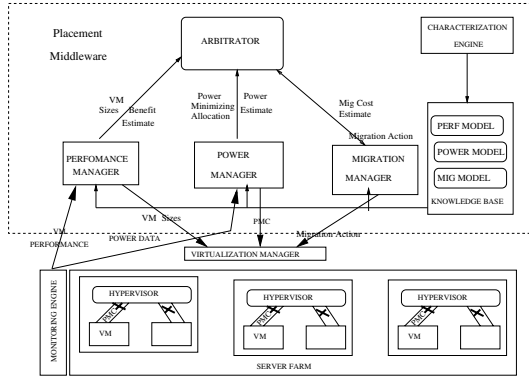 Placement
Middleware
ARBITRATOR
CHARACTERIZATION
ENGINE
VM
Sizes
Benefit
Estimate
Power
Minimizing
Allocation
Power
Estimate
Mig Cost
Estimate
Migration Action
PERF MODEL
POWER MODEL
MIG MODEL
KNOWLEDGE BASE
PERFOMANCE
MANAGER
POWER
MANAGER
MIGRATION
MANAGER
VM Sizes
PMC
Migration Action
VM
PERFORMANCE
POWER DATA
VIRTUALIZATION MANAGER
MONITORING ENGINE
HYPERVISOR
PMC
VM
HYPERVISOR
PMC
VM
HYPERVISOR
PMC
VM
SERVER FARM